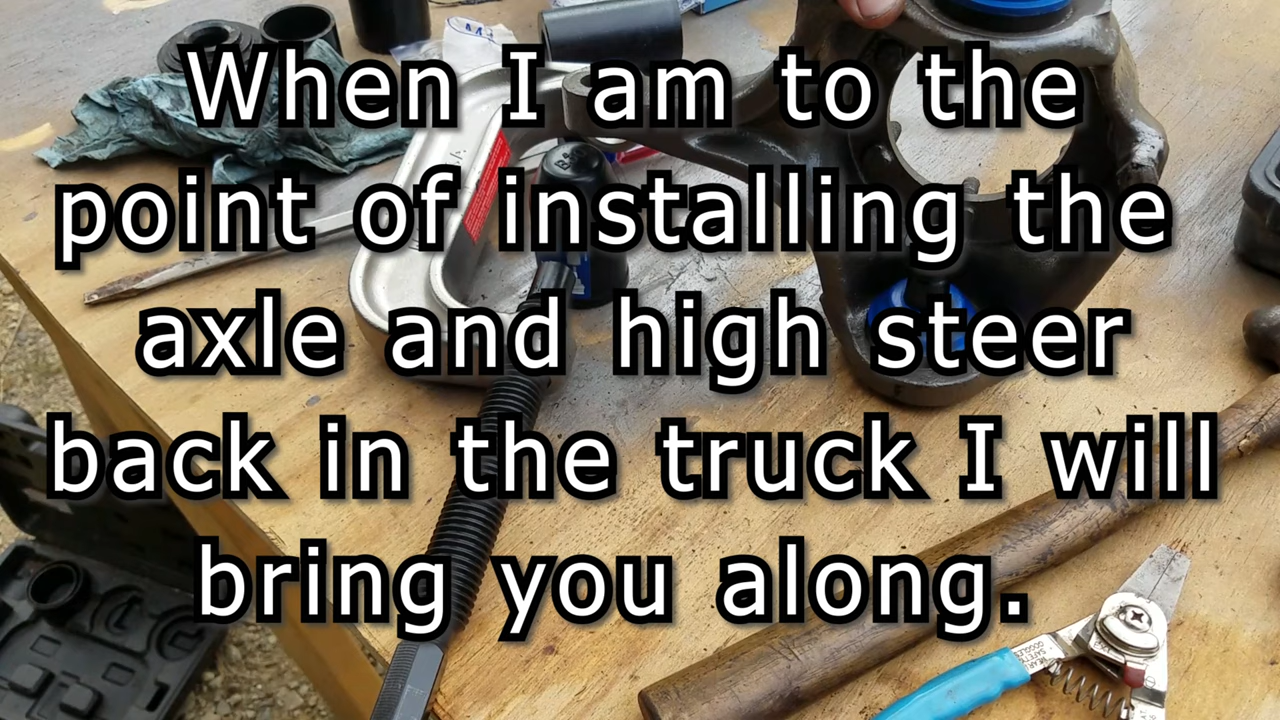 When I am to the
point of installing the
axle and high steer
back in the truck I will
bring you along.